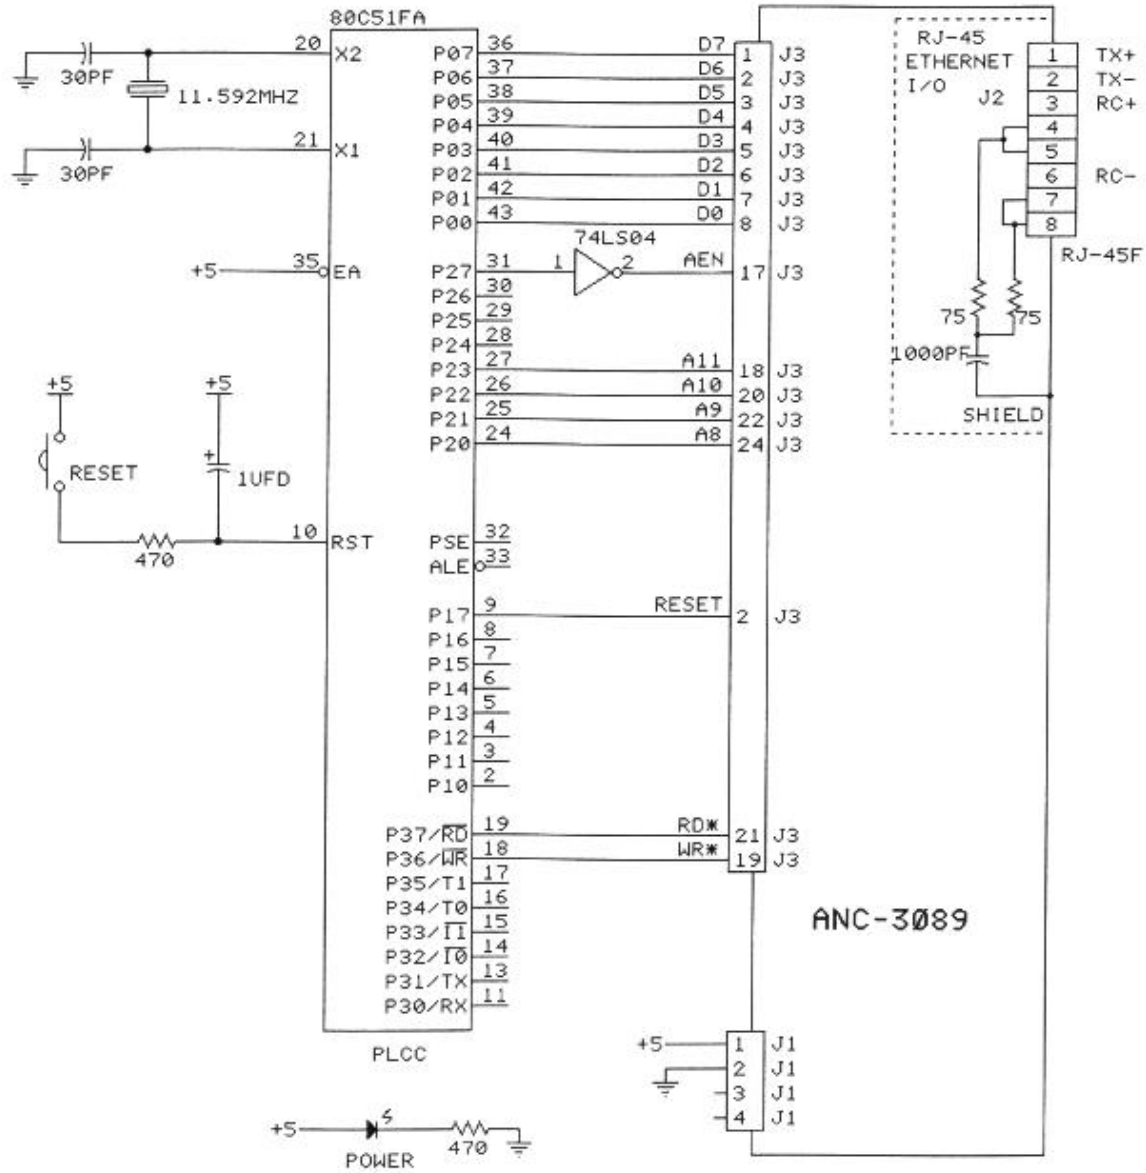 80C51FA
20 X2
30PF
11.592MHZ
21 X1
30PF
+5 35 EA
+5
RESET
+5
+
1UFD
470
10 RST
P07 36 D7 1 J3
P06 37 D6 2 J3
P05 38 D5 3 J3
P04 39 D4 4 J3
P03 40 D3 5 J3
P02 41 D2 6 J3
P01 42 D1 7 J3
P00 43 D0 8 J3
74LS04
P27 31 1 2 AEN 17 J3
P26 30
P25 29
P24 28
P23 27 A11 18 J3
P22 26 A10 20 J3
P21 25 A9 22 J3
P20 24 A8 24 J3
PSE 32
ALE 33
P17 9 RESET 2 J3
P16 8
P15 7
P14 6
P13 5
P12 4
P11 3
P10 2
P37/RD 19 RD* 21 J3
P36/WR 18 WR* 19 J3
P35/T1 17
P34/T0 16
P33/I1 15
P32/I0 14
P31/TX 13
P30/RX 11
PLCC
RJ-45
ETHERNET
I/O
J2
1 TX+
2 TX-
3 RC+
4
5
6 RC-
7
8
RJ-45F
75
75
1000PF
SHIELD
ANC-3089
+5 1 J1
2 J1
3 J1
4 J1
+5
470
POWER